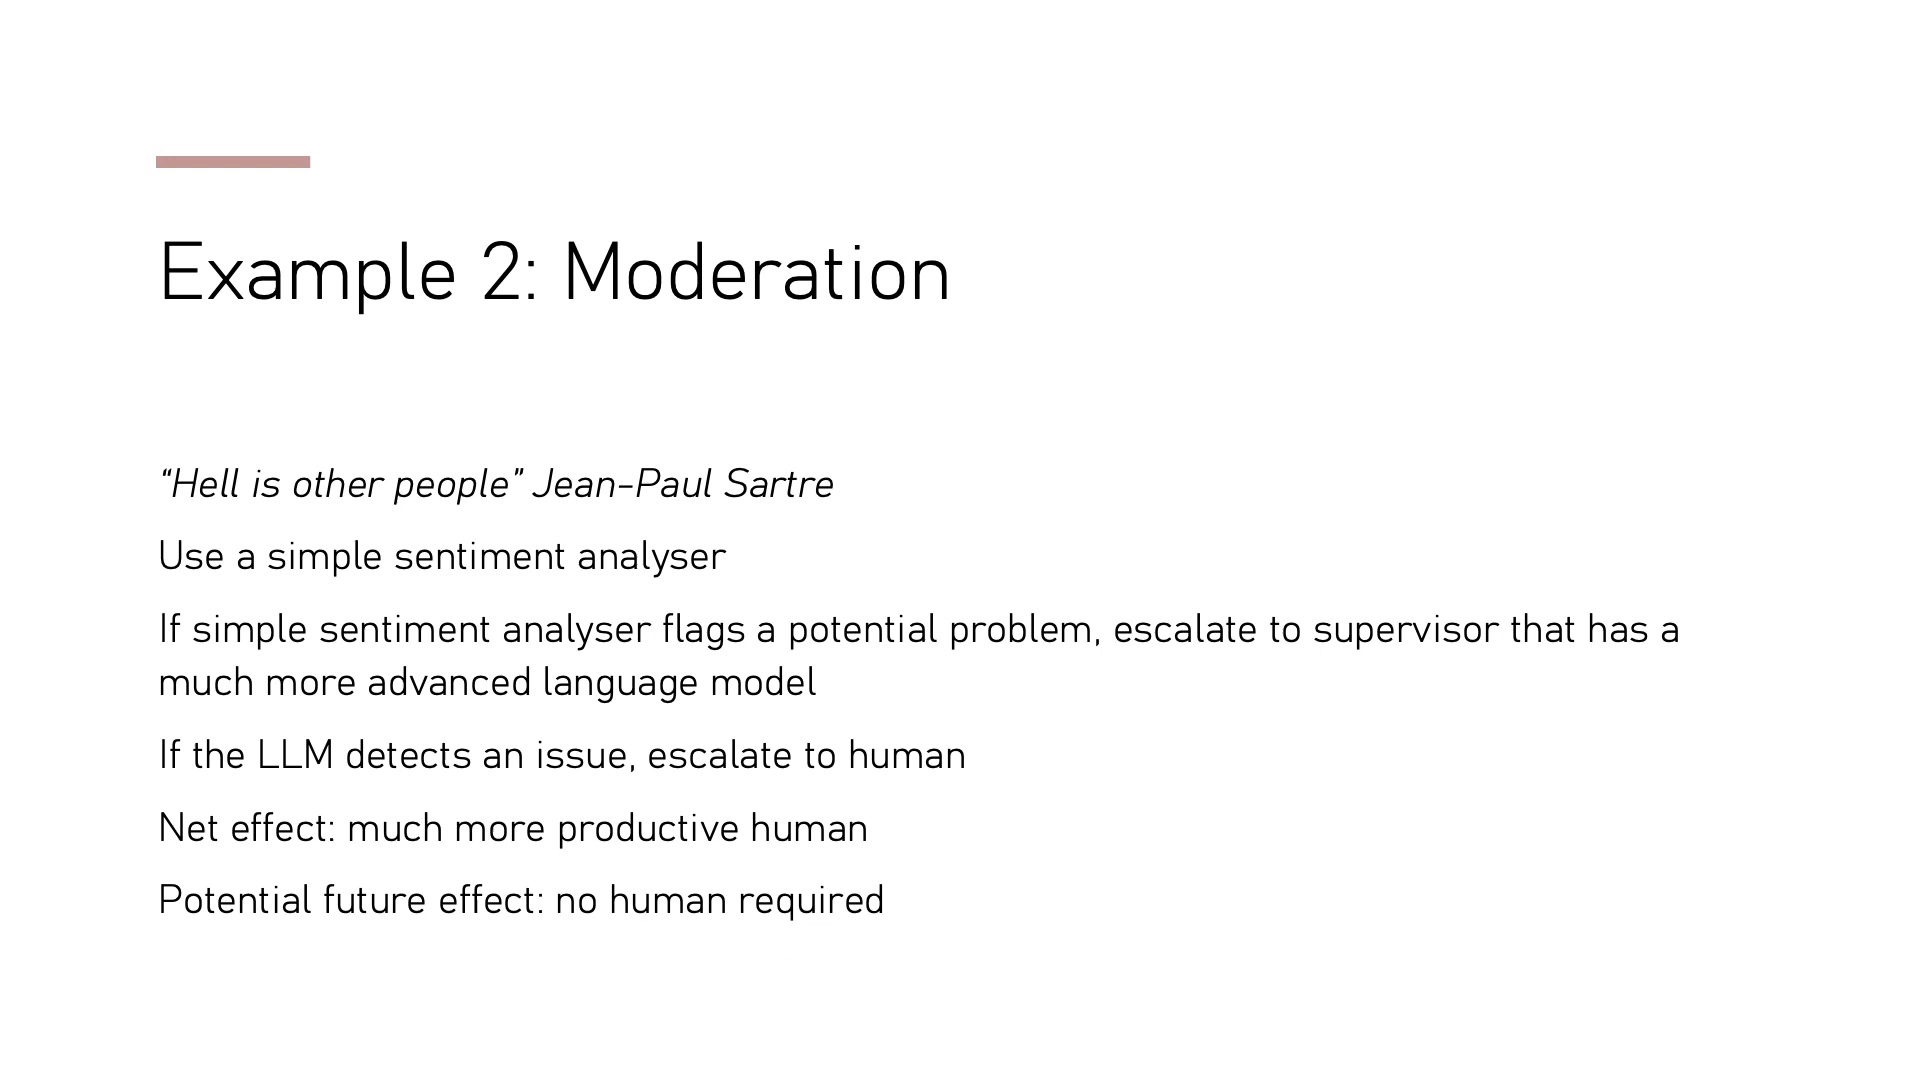 Example 2: Moderation
“Hell is other people” Jean-Paul Sartre
Use a simple sentiment analyser
If simple sentiment analyser flags a potential problem, escalate to supervisor that has a
much more advanced language model
If the LLM detects an issue, escalate to human
Net effect: much more productive human
Potential future effect: no human required